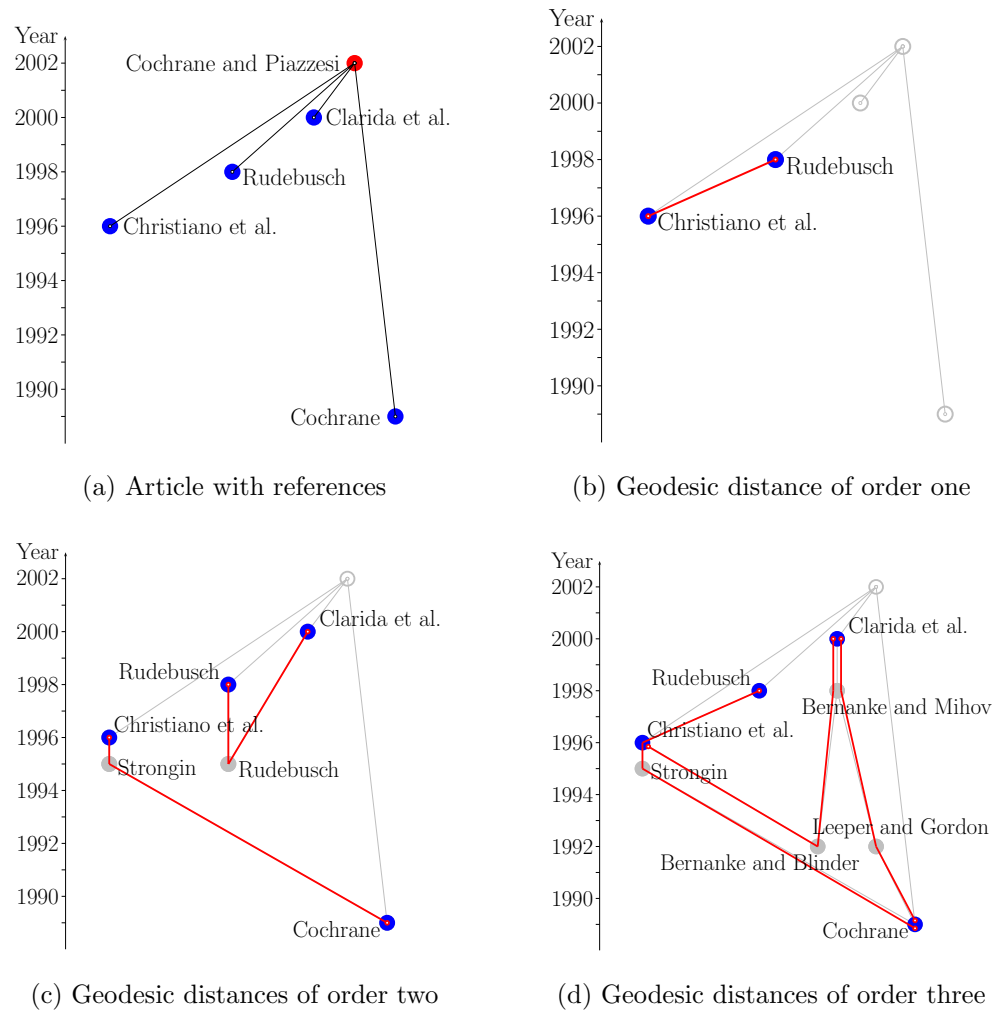 Year
2002
2000
1998
1996
1994
1992
1990
Cochrane and Piazzesi
Clarida et al.
Rudebusch
Christiano et al.
Cochrane
(a) Article with references
Year
2002
2000
1998
1996
1994
1992
1990
Rudebusch
Christiano et al.
(b) Geodesic distance of order one
Year
2002
2000
1998
1996
1994
1992
1990
Clarida et al.
Rudebusch
Christiano et al.
Strongin
Rudebusch
Cochrane
(c) Geodesic distances of order two
Year
2002
2000
1998
1996
1994
1992
1990
Clarida et al.
Rudebusch
Bernanke and Mihov
Christiano et al.
Strongin
Leeper and Gordon
Bernanke and Blinder
Cochrane
(d) Geodesic distances of order three